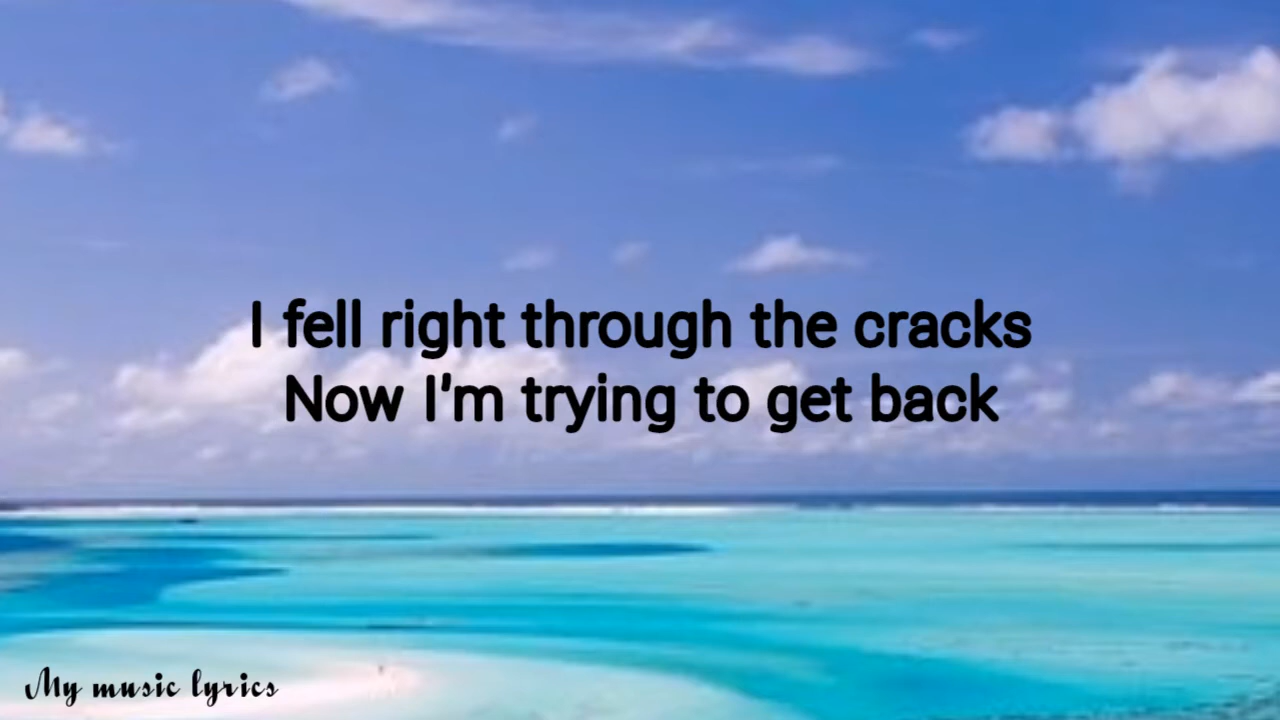 I fell right through the cracks
Now I'm trying to get back
My music lyrics